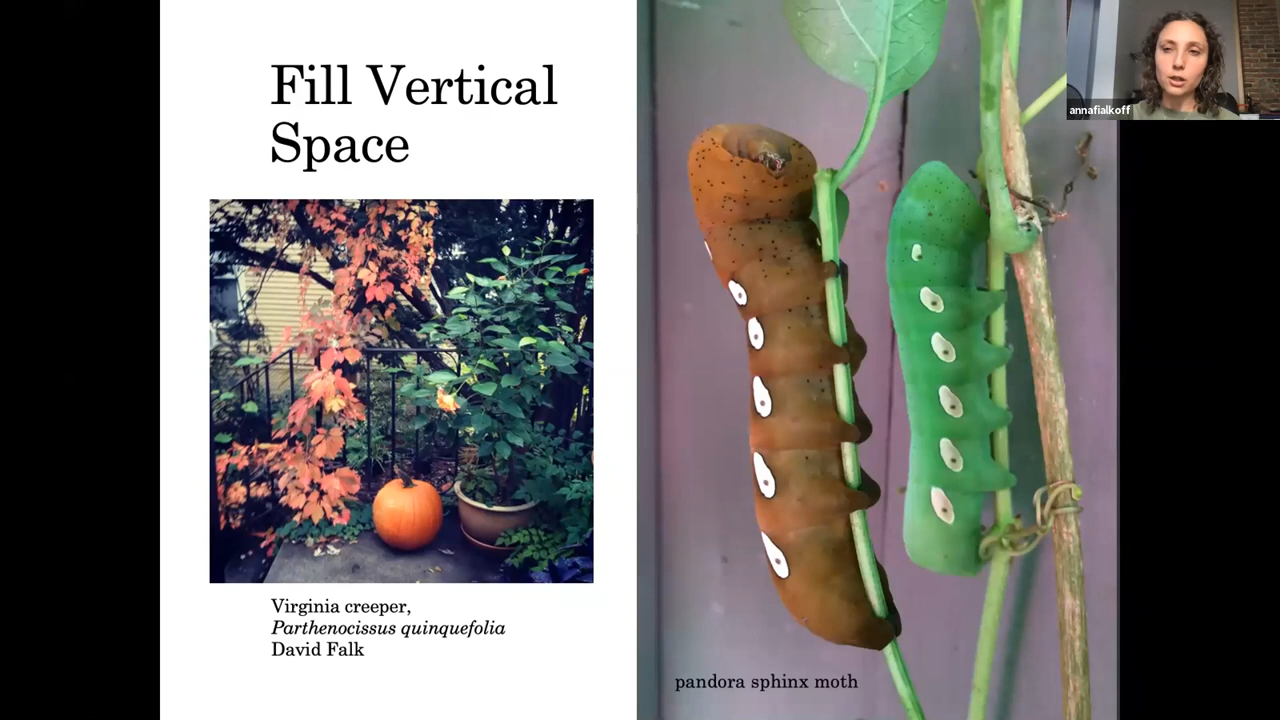 Fill Vertical
Space
Virginia creeper,
Parthenocissus quinquefolia
David Falk
pandora sphinx moth
annafialkoff